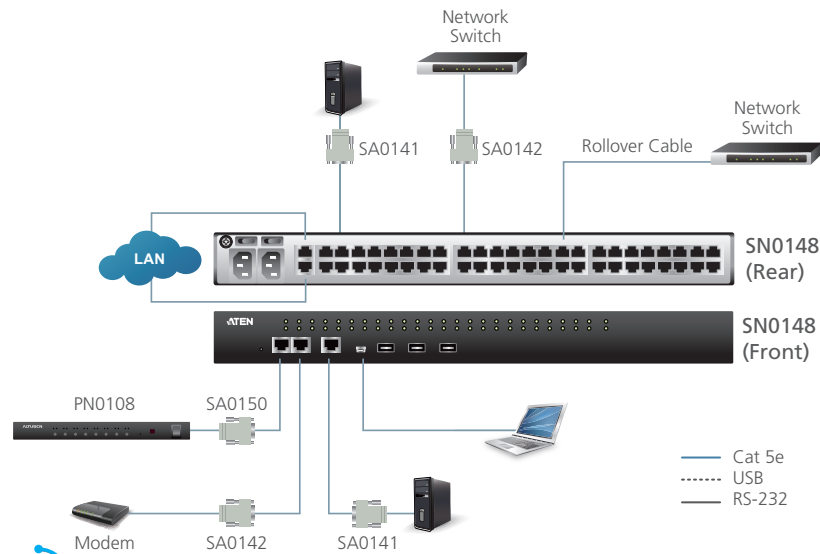 Network
Switch
Network
Switch
SA0141
SA0142
Rollover Cable
LAN
SN0148
(Rear)
ATEN
SN0148
(Front)
PN0108
SA0150
ALTUSEN
Cat 5e
USB
RS-232
Modem
SA0142
SA0141